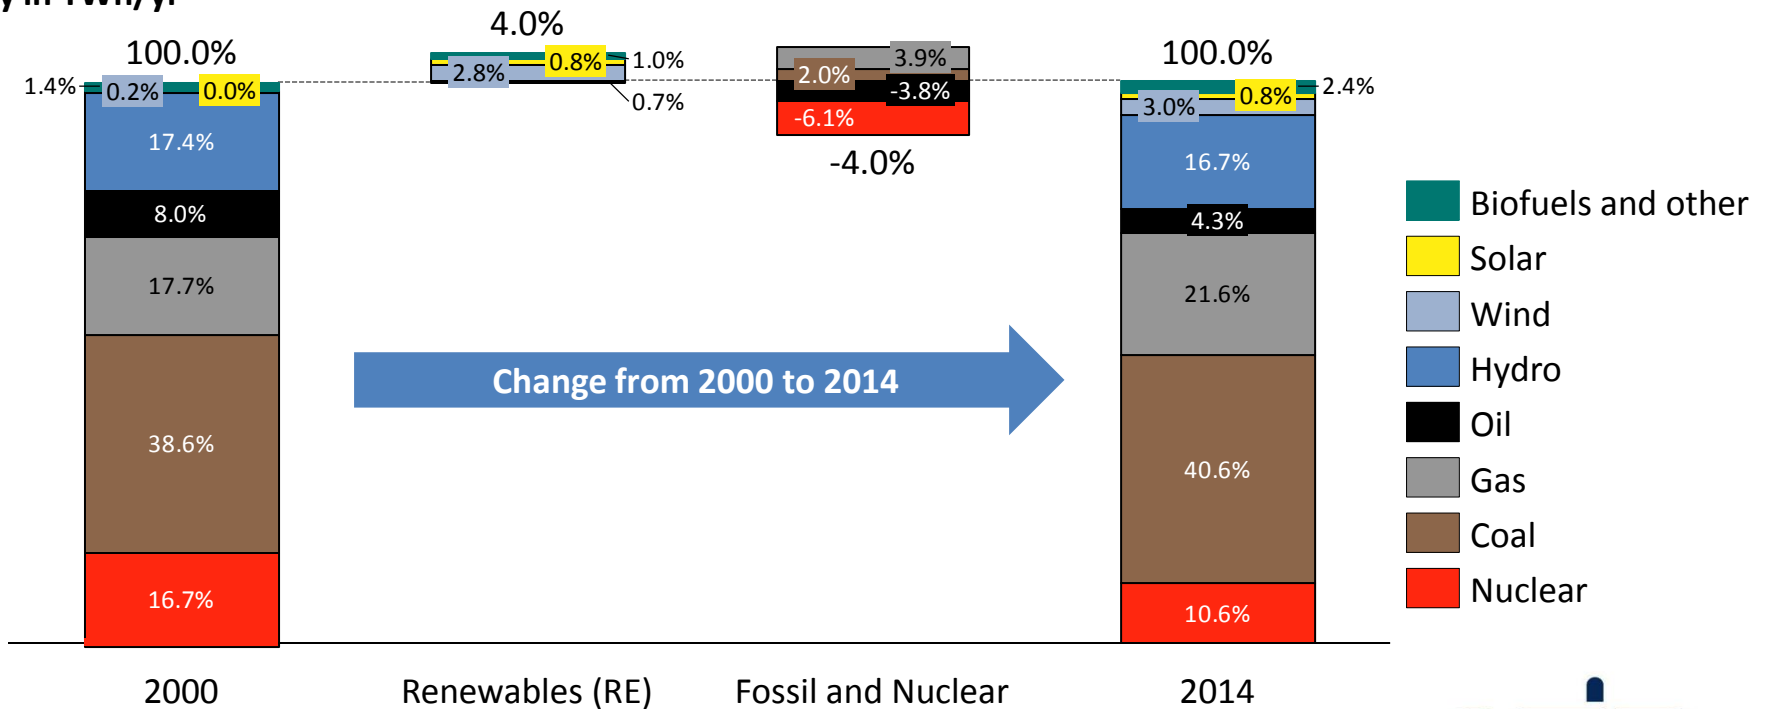 y in TWh/yr
100.0%
1.4%
0.2%
0.0%
17.4%
8.0%
17.7%
38.6%
16.7%
4.0%
2.8%
0.8%
1.0%
0.7%
3.9%
2.0%
-3.8%
-6.1%
-4.0%
100.0%
2.4%
3.0%
0.8%
16.7%
4.3%
21.6%
40.6%
10.6%
Change from 2000 to 2014
Biofuels and other
Solar
Wind
Hydro
Oil
Gas
Coal
Nuclear
2000
Renewables (RE)
Fossil and Nuclear
2014